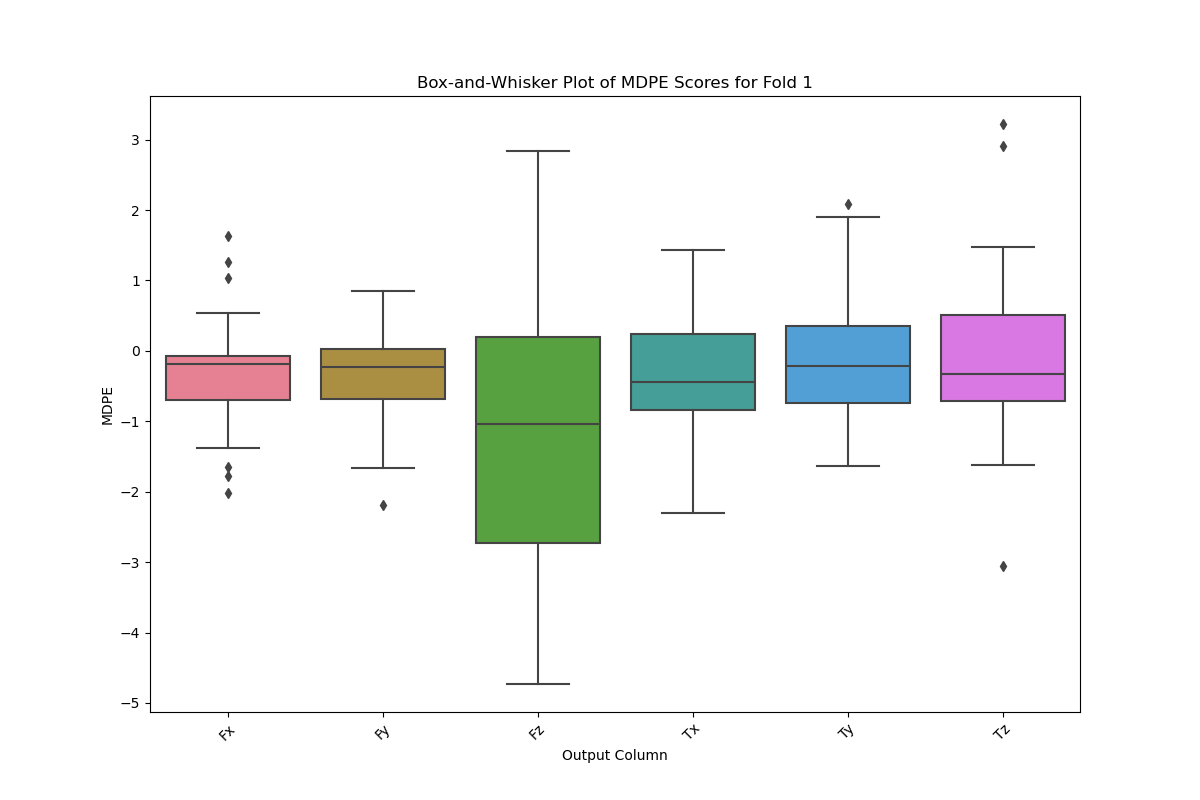 Box-and-Whisker Plot of MDPE Scores for Fold 1
MDPE
3
2
1
0
−1
−2
−3
−4
−5
Fx
Fy
Fz
Tx
Ty
Tz
Output Column